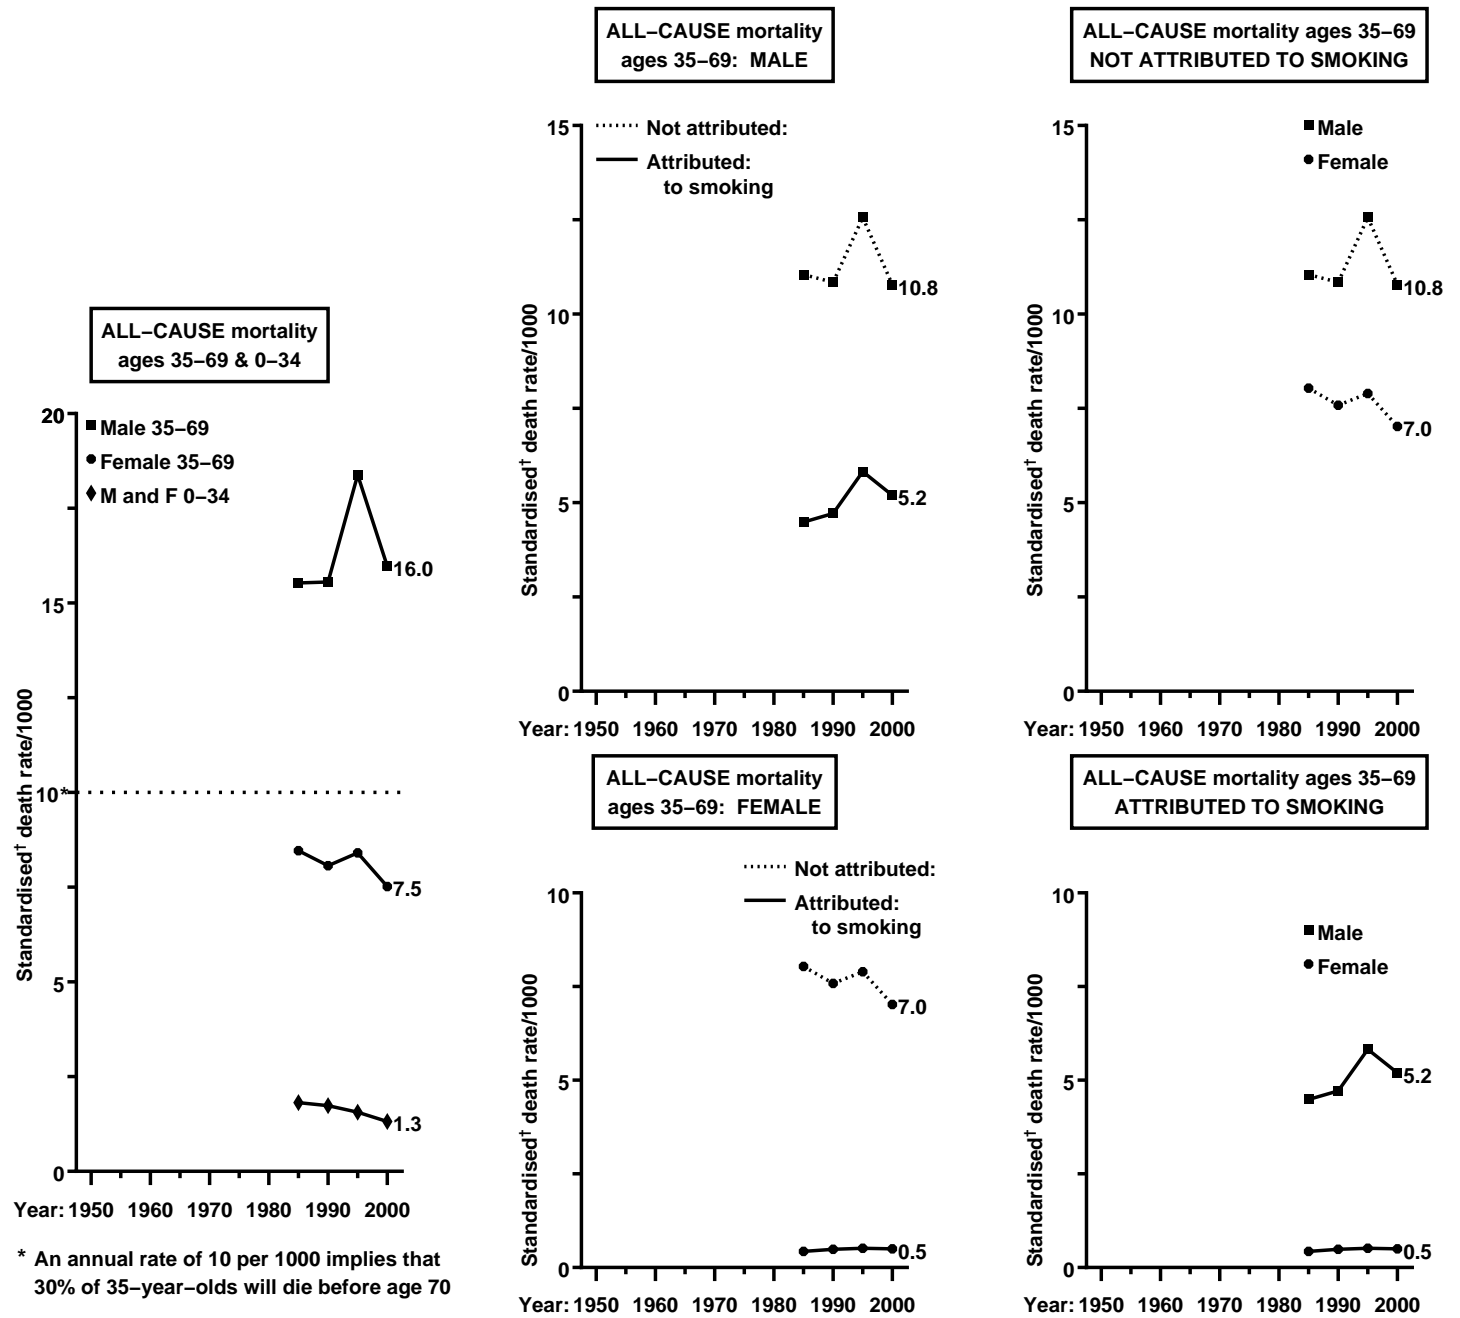 ALL–CAUSE mortality
ages 35–69 & 0–34
20
15
10*
5
0
Standardised† death rate/1000
Male 35–69
Female 35–69
M and F 0–34
16.0
7.5
1.3
Year: 1950 1960 1970 1980 1990 2000
* An annual rate of 10 per 1000 implies that
30% of 35–year–olds will die before age 70
ALL–CAUSE mortality
ages 35–69: MALE
15
10
5
0
Standardised† death rate/1000
Not attributed:
Attributed:
to smoking
10.8
5.2
Year: 1950 1960 1970 1980 1990 2000
ALL–CAUSE mortality ages 35–69
NOT ATTRIBUTED TO SMOKING
15
10
5
0
Standardised† death rate/1000
Male
Female
10.8
7.0
Year: 1950 1960 1970 1980 1990 2000
ALL–CAUSE mortality
ages 35–69: FEMALE
10
5
0
Standardised† death rate/1000
Not attributed:
Attributed:
to smoking
7.0
0.5
Year: 1950 1960 1970 1980 1990 2000
ALL–CAUSE mortality ages 35–69
ATTRIBUTED TO SMOKING
10
5
0
Standardised† death rate/1000
Male
Female
5.2
0.5
Year: 1950 1960 1970 1980 1990 2000